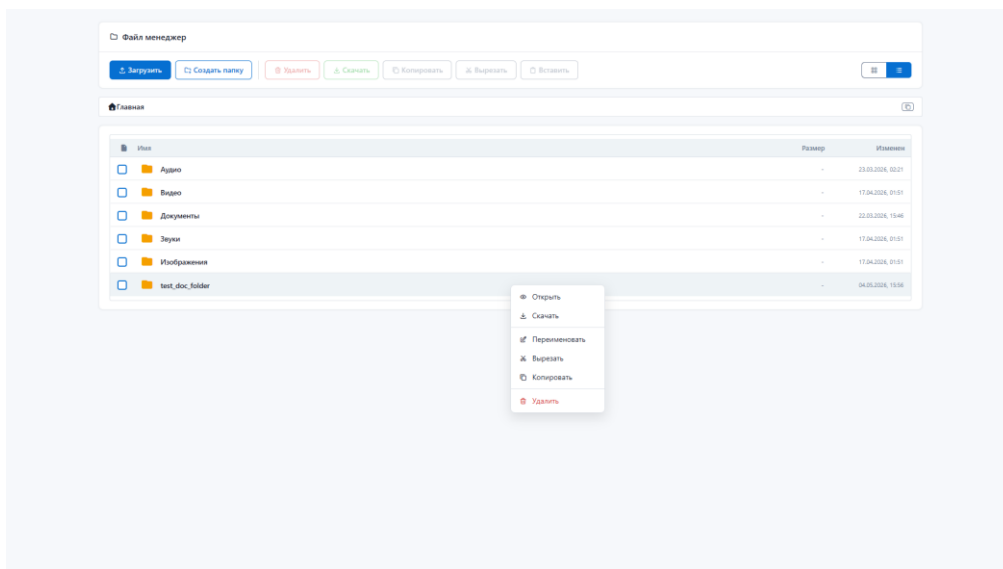 Файл менеджер
Загрузить Создать папку Удалить Скачать Копировать Вырезать Вставить
Главная
Имя Размер Изменен
Аудио - 23.03.2026, 02:21
Видео - 17.04.2026, 01:51
Документы - 22.03.2026, 15:46
Звуки - 17.04.2026, 01:51
Изображения - 17.04.2026, 01:51
test_doc_folder - 04.05.2026, 15:56
Открыть
Скачать
Переименовать
Вырезать
Копировать
Удалить